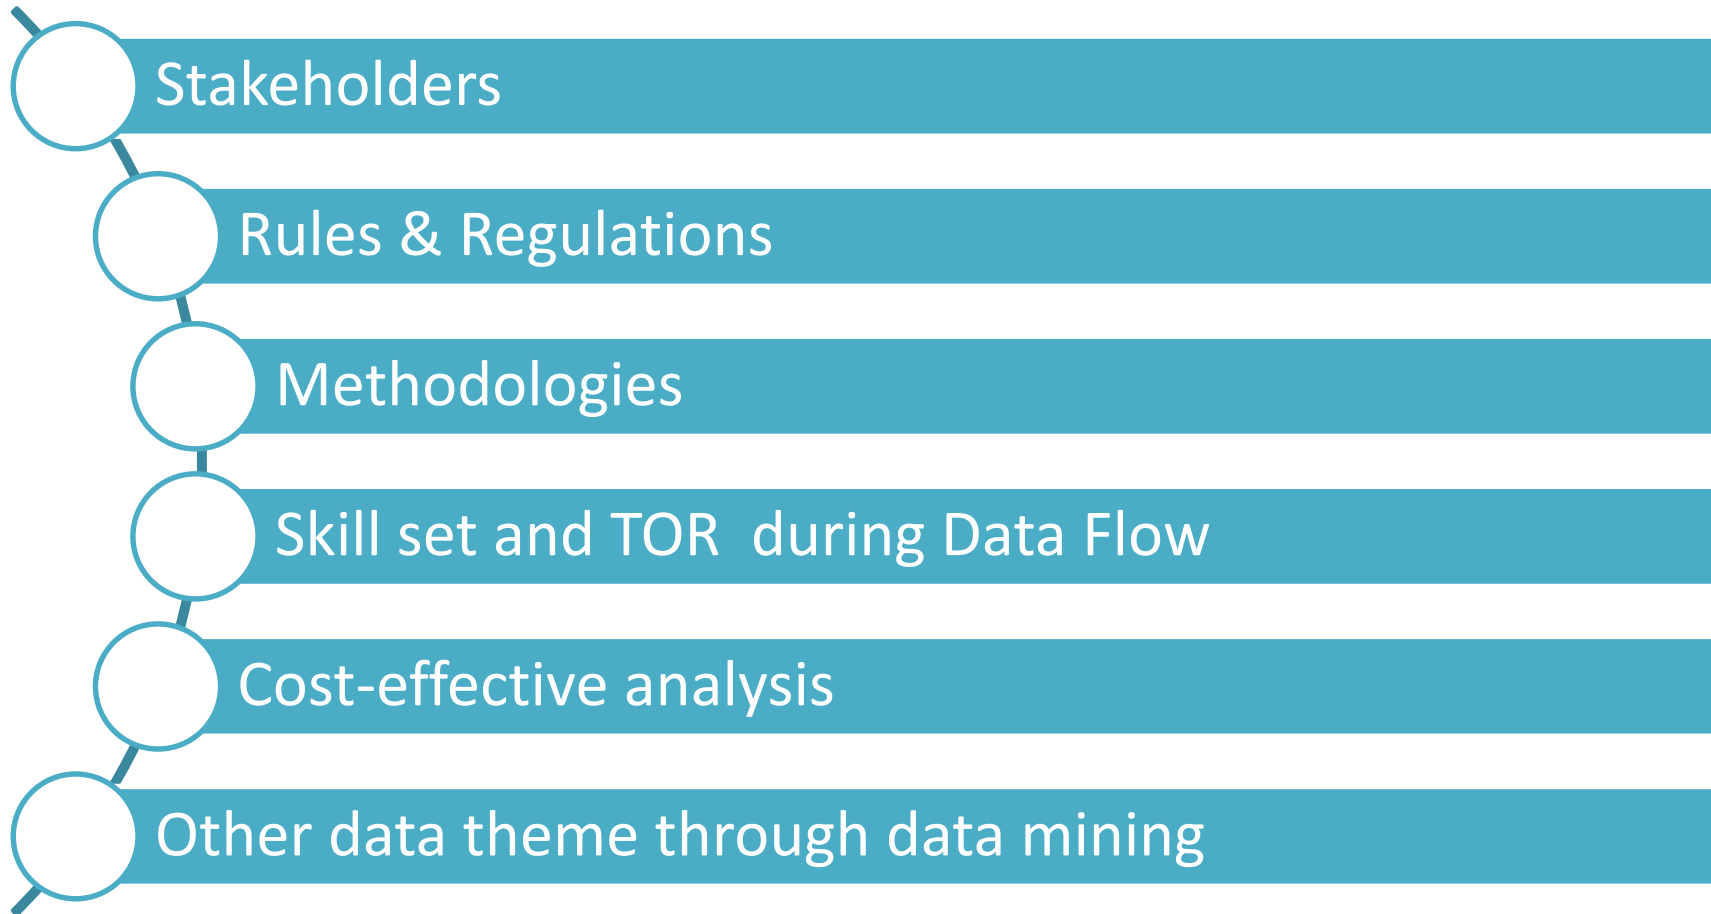 Stakeholders
Rules & Regulations
Methodologies
Skill set and TOR  during Data Flow
Cost-effective analysis
Other data theme through data mining